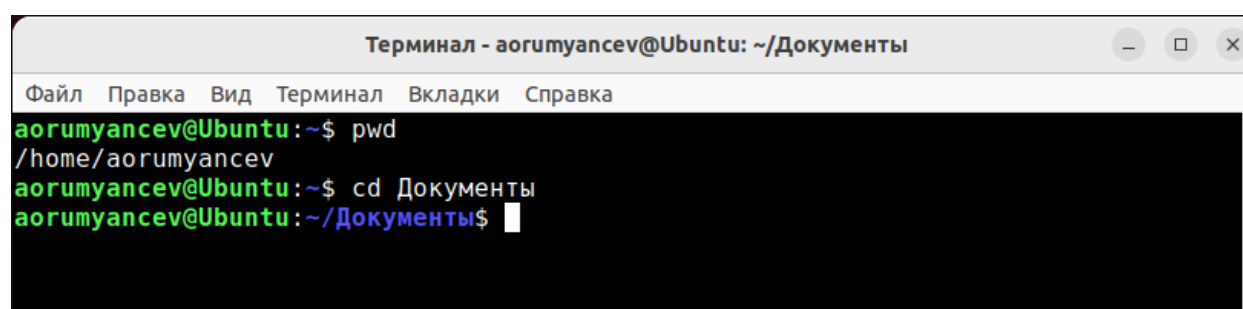 Терминал - aorumyancev@Ubuntu: ~/Документы
Файл Правка Вид Терминал Вкладки Справка
aorumyancev@Ubuntu:~$ pwd
/home/aorumyancev
aorumyancev@Ubuntu:~$ cd Документы
aorumyancev@Ubuntu:~/Документы$